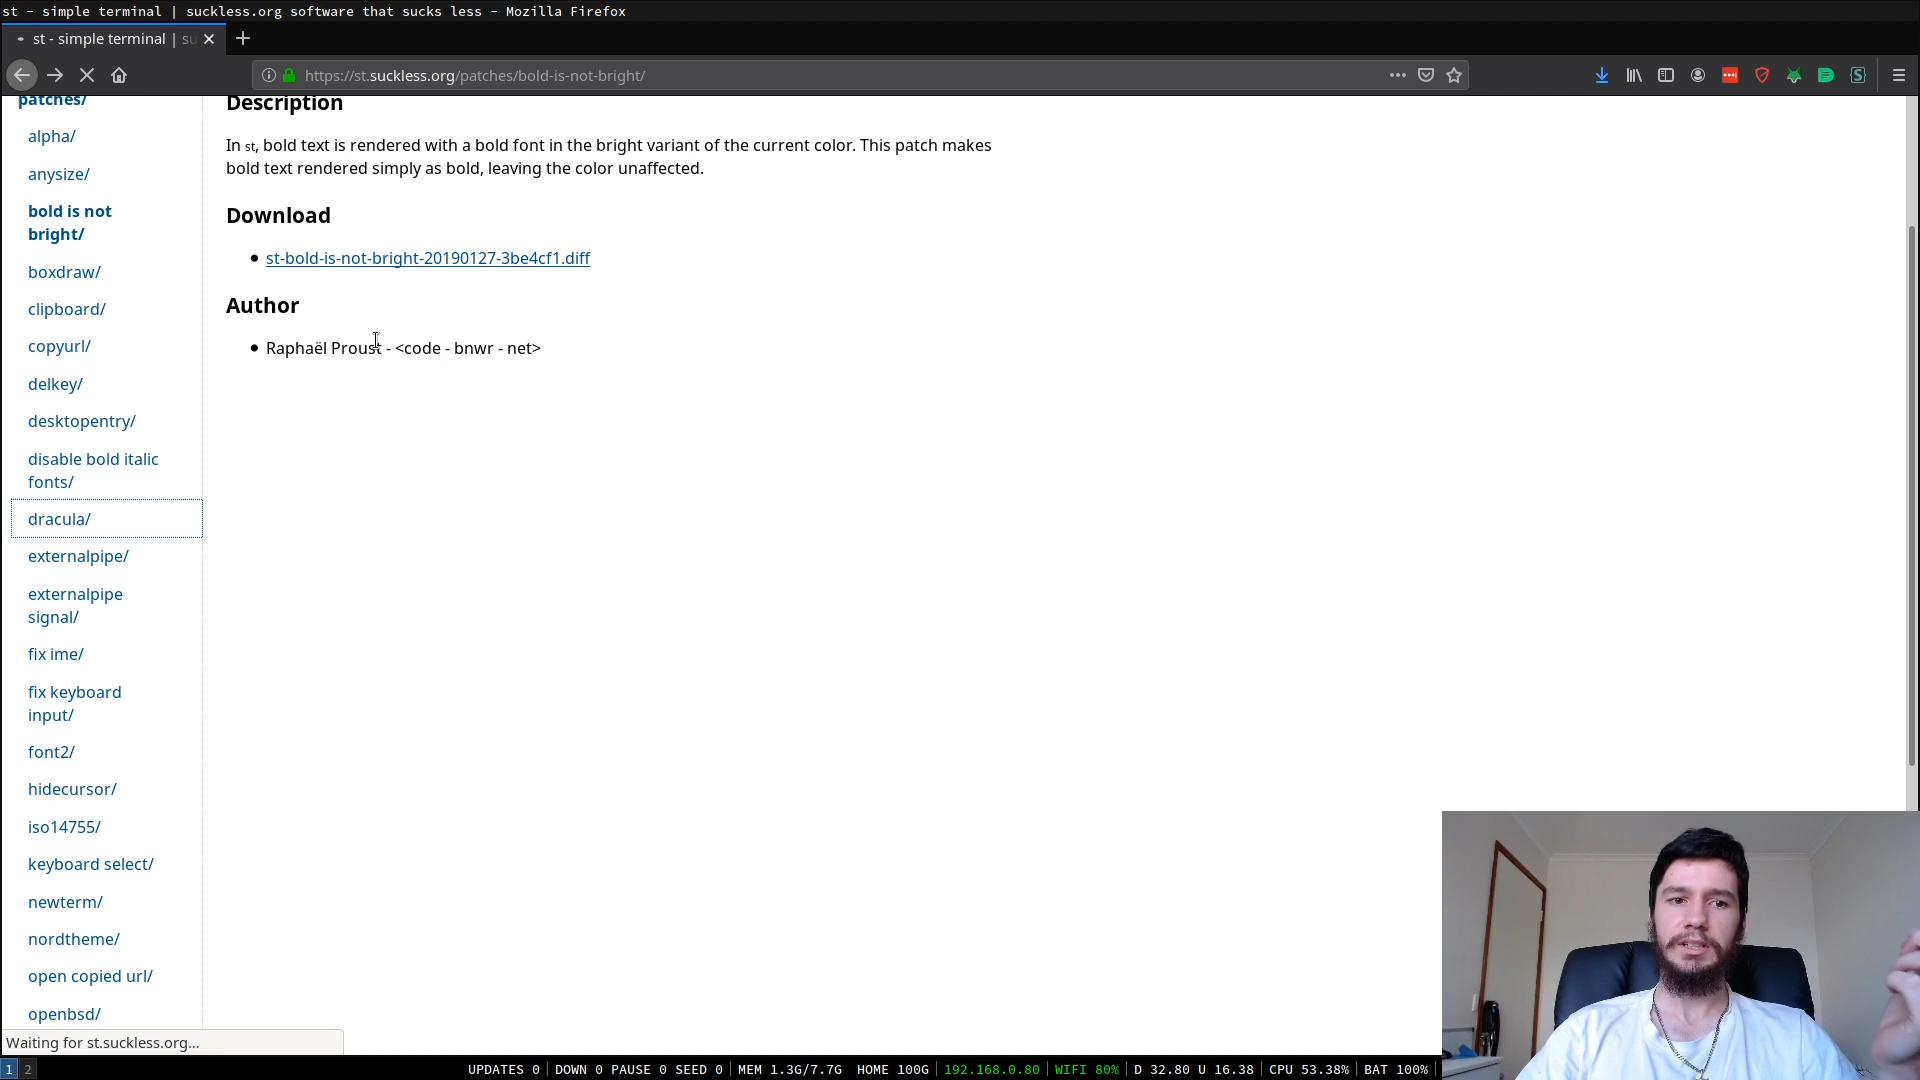 st - simple terminal | suckless.org software that sucks less - Mozilla Firefox
st - simple terminal | su
https://st.suckless.org/patches/bold-is-not-bright/
patches/
alpha/
anysize/
bold is not
bright/
boxdraw/
clipboard/
copyurl/
delkey/
desktopentry/
disable bold italic
fonts/
dracula/
externalpipe/
externalpipe
signal/
fix ime/
fix keyboard
input/
font2/
hidecursor/
iso14755/
keyboard select/
newterm/
nordtheme/
open copied url/
openbsd/
Description
In st, bold text is rendered with a bold font in the bright variant of the current color. This patch makes
bold text rendered simply as bold, leaving the color unaffected.
Download
st-bold-is-not-bright-20190127-3be4cf1.diff
Author
Raphaël Proust - <code - bnwr - net>
Waiting for st.suckless.org...
1 2 UPDATES 0 | DOWN 0 PAUSE 0 SEED 0 | MEM 1.3G/7.7G HOME 100G | 192.168.0.80 | WIFI 80% | D 32.80 U 16.38 | CPU 53.38% | BAT 100% |